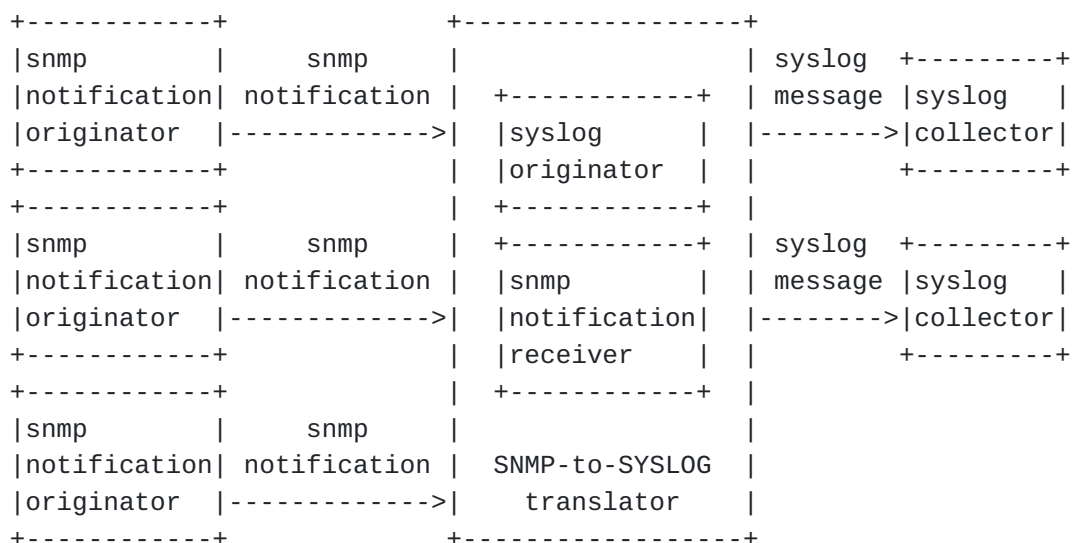 +------------+              +------------------+
|snmp        |     snmp     |                  | syslog  +---------+
|notification| notification |  +------------+  | message |syslog   |
|originator  |------------->|  |syslog      |  |-------->|collector|
+------------+              |  |originator  |  |         +---------+
+------------+              |  +------------+  |
|snmp        |     snmp     |  +------------+  | syslog  +---------+
|notification| notification |  |snmp        |  | message |syslog   |
|originator  |------------->|  |notification|  |-------->|collector|
+------------+              |  |receiver    |  |         +---------+
+------------+              |  +------------+  |
|snmp        |     snmp     |                  |
|notification| notification |  SNMP-to-SYSLOG  |
|originator  |------------->|    translator    |
+------------+              +------------------+